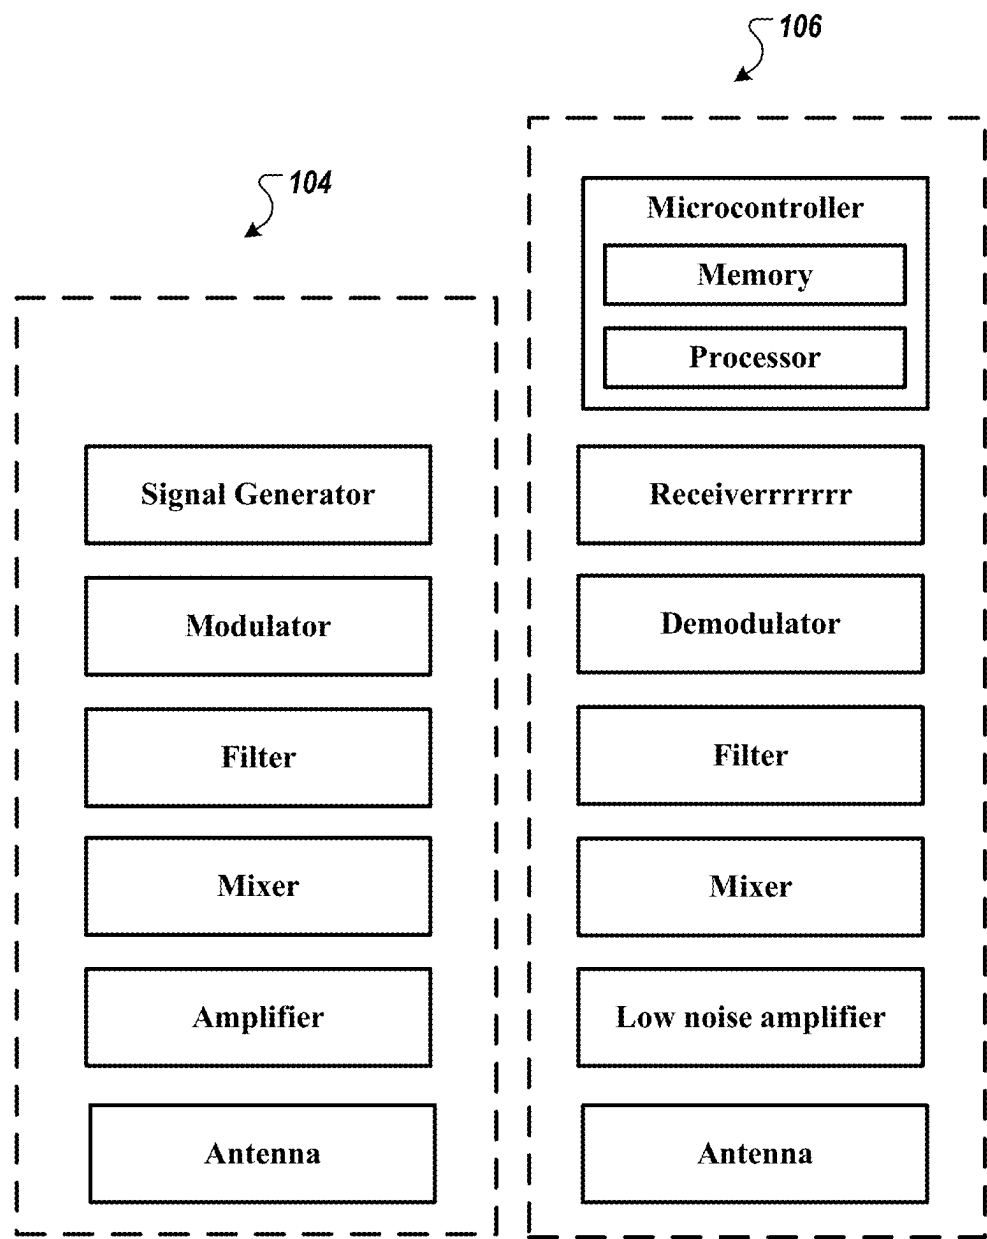 106
104
Microcontroller
Memory
Processor
Signal Generator
Receiverrrrrrr
Modulator
Demodulator
Filter
Filter
Mixer
Mixer
Amplifier
Low noise amplifier
Antenna
Antenna